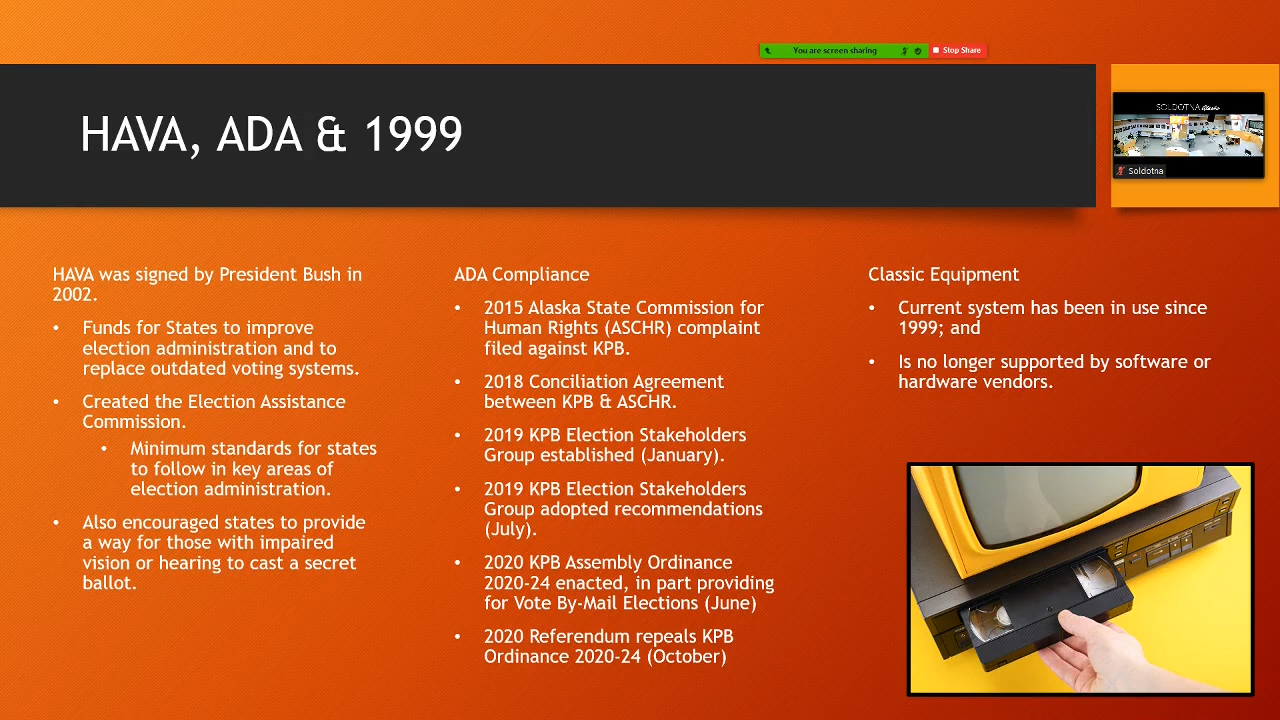 You are screen sharing
Stop Share
HAVA, ADA & 1999
SOLDOTNA Alaska
Soldotna
HAVA was signed by President Bush in
2002.
• Funds for States to improve
election administration and to
replace outdated voting systems.
• Created the Election Assistance
Commission.
• Minimum standards for states
to follow in key areas of
election administration.
• Also encouraged states to provide
a way for those with impaired
vision or hearing to cast a secret
ballot.
ADA Compliance
• 2015 Alaska State Commission for
Human Rights (ASCHR) complaint
filed against KPB.
• 2018 Conciliation Agreement
between KPB & ASCHR.
• 2019 KPB Election Stakeholders
Group established (January).
• 2019 KPB Election Stakeholders
Group adopted recommendations
(July).
• 2020 KPB Assembly Ordinance
2020-24 enacted, in part providing
for Vote By-Mail Elections (June)
• 2020 Referendum repeals KPB
Ordinance 2020-24 (October)
Classic Equipment
• Current system has been in use since
1999; and
• Is no longer supported by software or
hardware vendors.